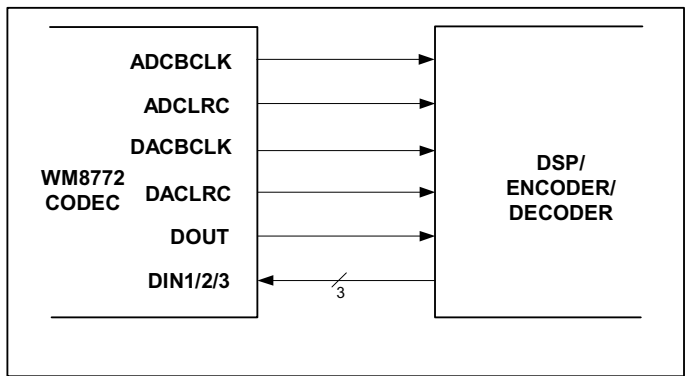 ADCBCLK
ADCLRC
DACBCLK
WM8772
CODEC
DACLRC
DOUT
DIN1/2/3
3
DSP/
ENCODER/
DECODER